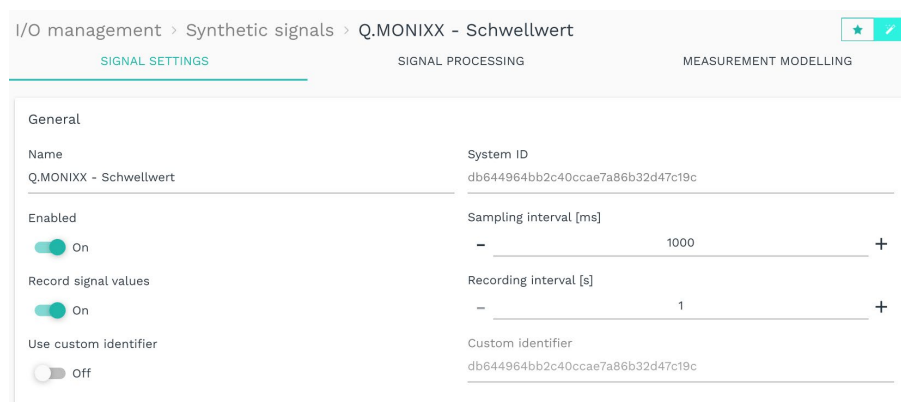 I/O management > Synthetic signals > Q.MONIXX - Schwellwert
SIGNAL SETTINGS SIGNAL PROCESSING MEASUREMENT MODELLING
General
Name System ID
Q.MONIXX - Schwellwert db644964bb2c40ccae7a86b32d47c19c
Enabled Sampling interval [ms]
On - 1000 +
Record signal values Recording interval [s]
On - 1 +
Use custom identifier Custom identifier
Off db644964bb2c40ccae7a86b32d47c19c